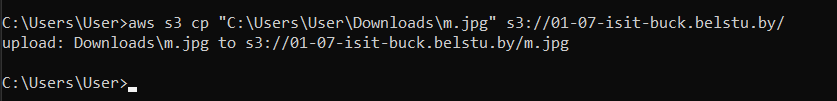 C:\Users\User>aws s3 cp "C:\Users\User\Downloads\m.jpg" s3://01-07-isit-buck.belstu.by/
upload: Downloads\m.jpg to s3://01-07-isit-buck.belstu.by/m.jpg
C:\Users\User>